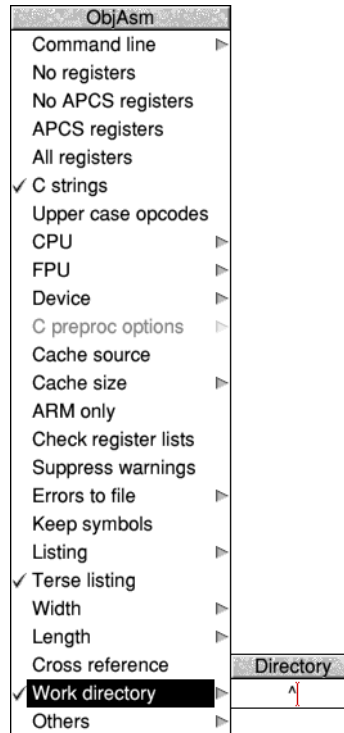 ObjAsm
Command line
No registers
No APCS registers
APCS registers
All registers
C strings
Upper case opcodes
CPU
FPU
Device
C preproc options
Cache source
Cache size
ARM only
Check register lists
Suppress warnings
Errors to file
Keep symbols
Listing
Terse listing
Width
Length
Cross reference
Work directory
Others
Directory
^